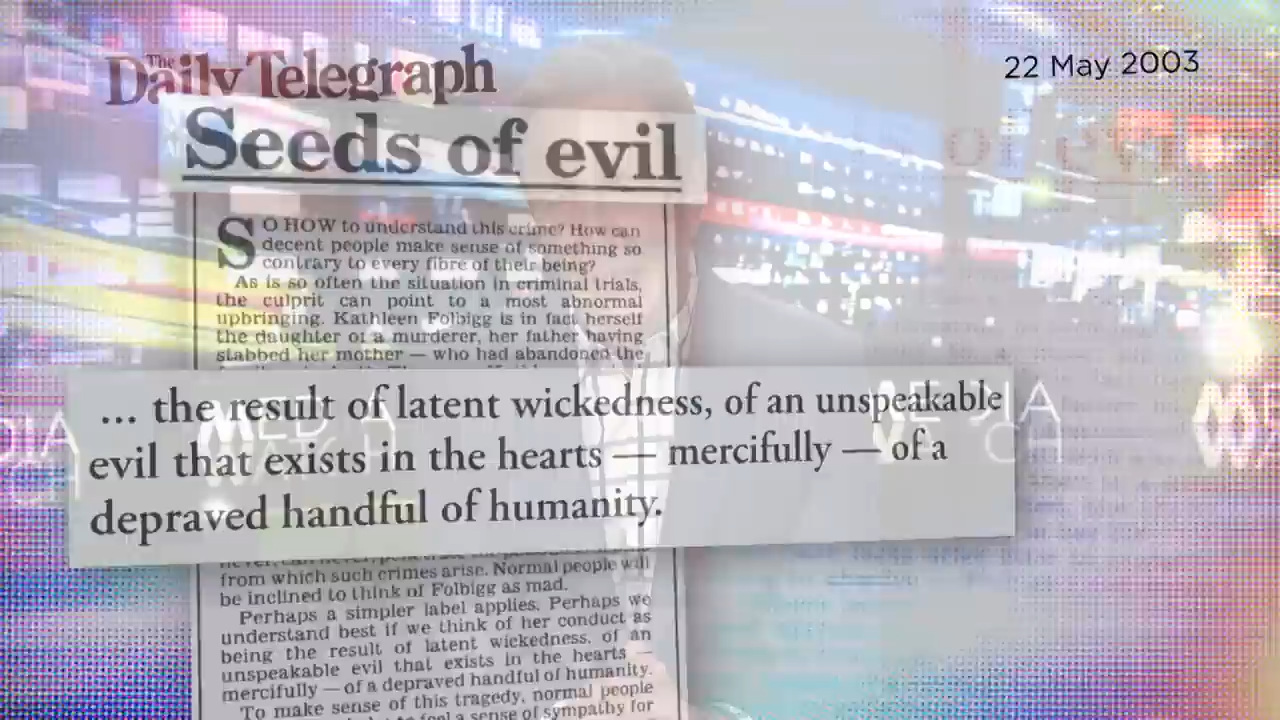 The Daily Telegraph
22 May 2003
Seeds of evil
SO HOW to understand this crime? How can
decent people make sense of something so
contrary to every fibre of their being?
As is so often the situation in criminal trials,
the culprit can point to a most abnormal
upbringing. Kathleen Folbigg is in fact herself
the daughter of a murderer, her father having
stabbed her mother — who had abandoned the
... the result of latent wickedness, of an unspeakable
evil that exists in the hearts — mercifully — of a
depraved handful of humanity.
from which such crimes arise. Normal people will
be inclined to think of Folbigg as mad.
Perhaps a simpler label applies. Perhaps we
understand best if we think of her conduct as
being the result of latent wickedness, of an
unspeakable evil that exists in the hearts —
mercifully — of a depraved handful of humanity.
To make sense of this tragedy, normal people
feel a sense of sympathy for
MEDIA